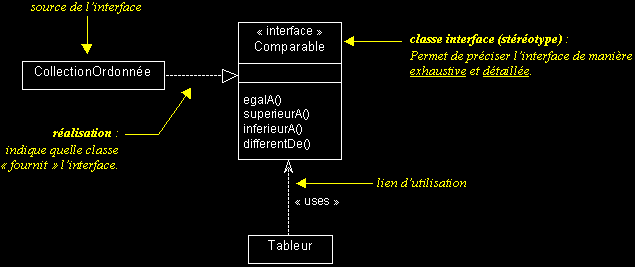 source de l'interface
« interface »
Comparable
classe interface (stéréotype) :
Permet de préciser l'interface de manière
exhaustive et détaillée.
CollectionOrdonnée
egalA()
superieurA()
inferieurA()
differentDe()
réalisation :
indique quelle classe
« fournit » l'interface.
lien d'utilisation
« uses »
Tableur